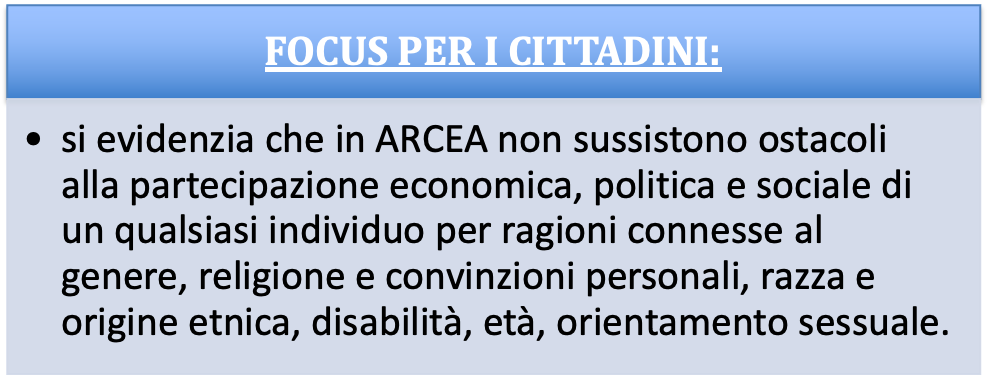 FOCUS PER I CITTADINI:
• si evidenzia che in ARCEA non sussistono ostacoli
alla partecipazione economica, politica e sociale di
un qualsiasi individuo per ragioni connesse al
genere, religione e convinzioni personali, razza e
origine etnica, disabilità, età, orientamento sessuale.